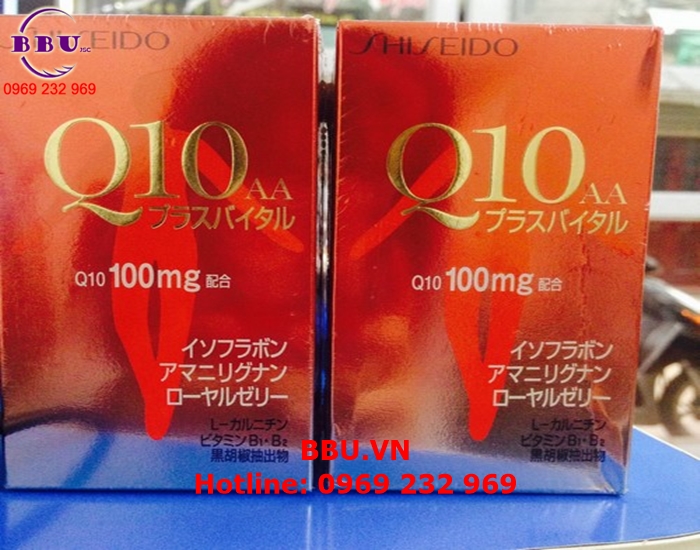 BBU JSC
0969 232 969
SHISEIDO
Q10 AA
プラスバイタル
Q10 100mg 配合
イソフラボン
アマニリグナン
ローヤルゼリー
L-カルニチン
ビタミンB1・B2
黒胡椒抽出物
SHISEIDO
Q10 AA
プラスバイタル
Q10 100mg 配合
イソフラボン
アマニリグナン
ローヤルゼリー
L-カルニチン
ビタミンB1・B2
黒胡椒抽出物
BBU.VN
Hotline: 0969 232 969